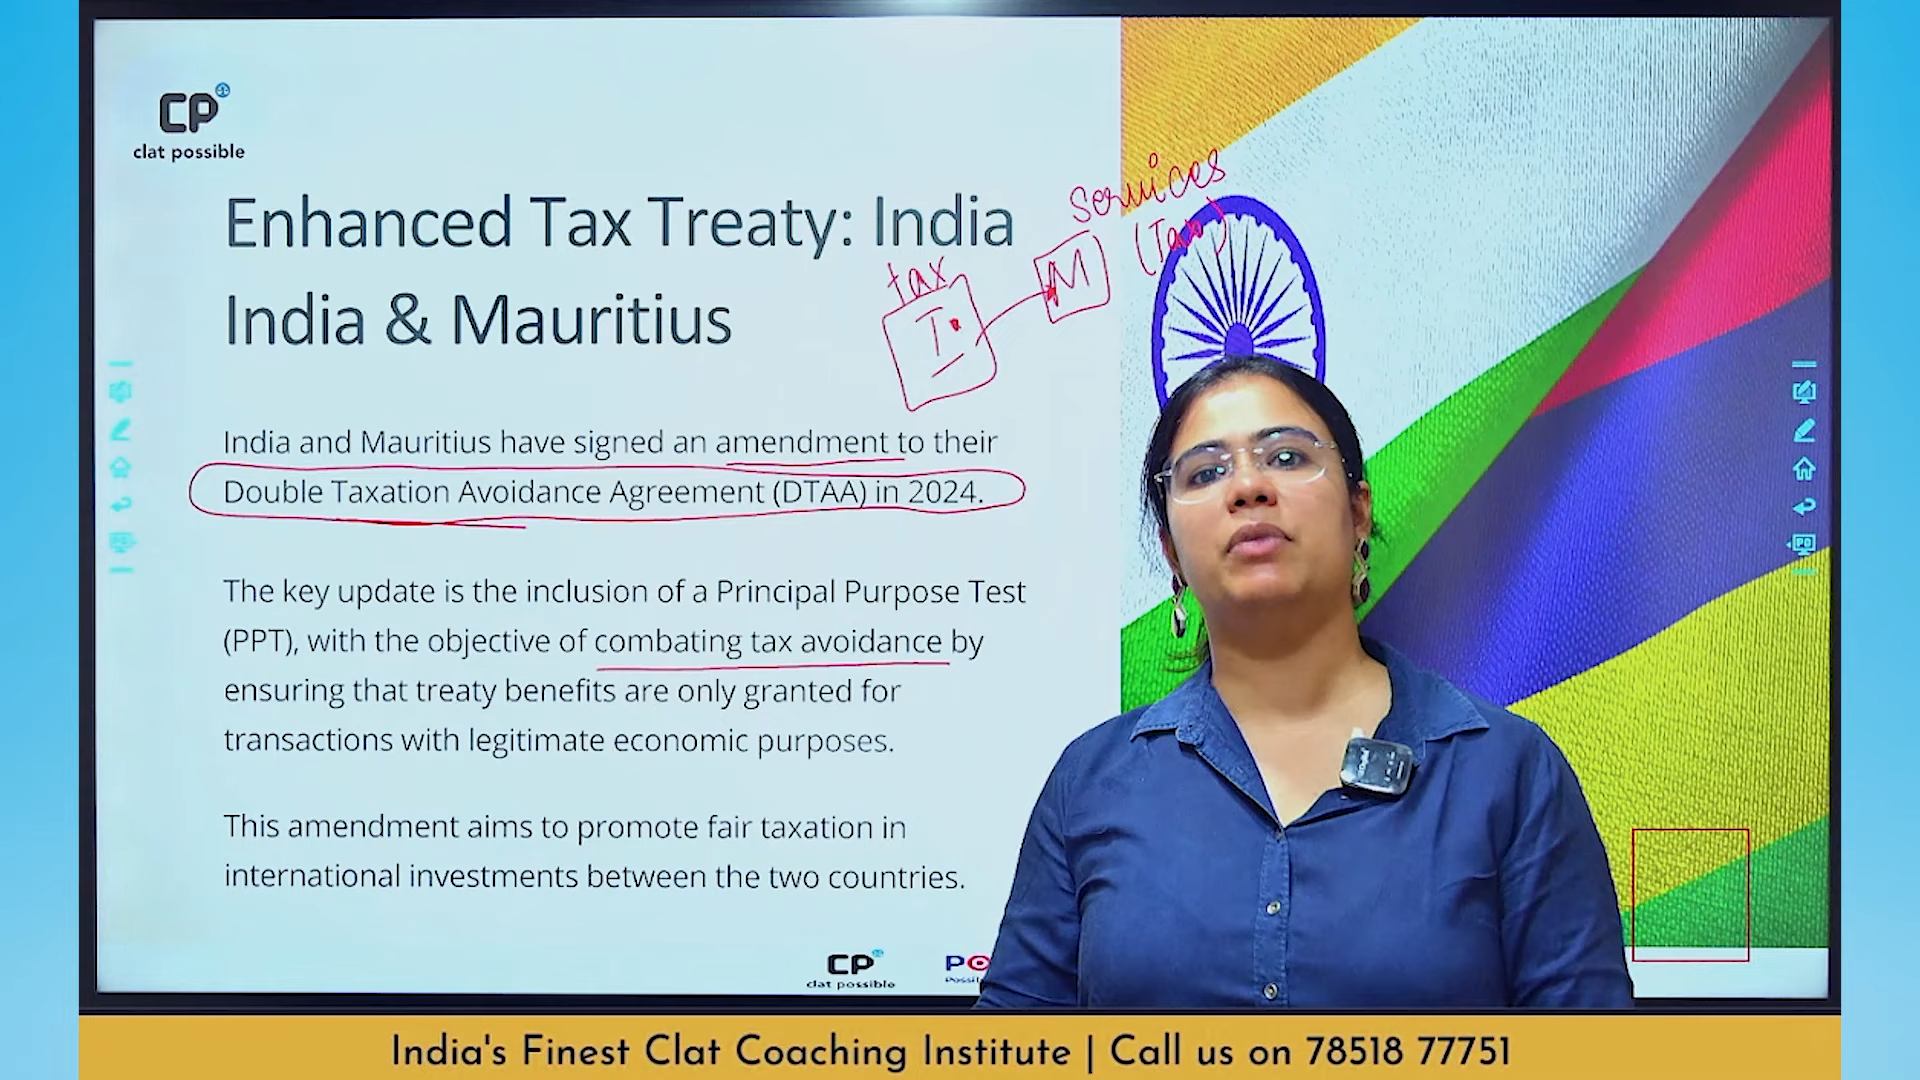 CP
clat possible
Enhanced Tax Treaty: India
India & Mauritius
Services
(Tax)
tax
I
M
India and Mauritius have signed an amendment to their
Double Taxation Avoidance Agreement (DTAA) in 2024.
The key update is the inclusion of a Principal Purpose Test
(PPT), with the objective of combating tax avoidance by
ensuring that treaty benefits are only granted for
transactions with legitimate economic purposes.
This amendment aims to promote fair taxation in
international investments between the two countries.
CP
clat possible
India's Finest Clat Coaching Institute | Call us on 78518 77751